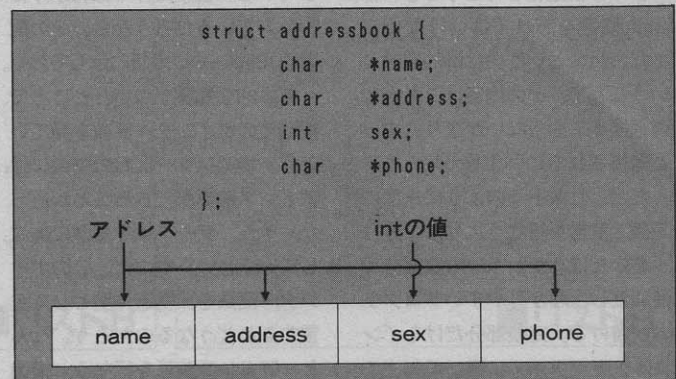 struct addressbook {
char *name;
char *address;
int sex;
char *phone;
};
アドレス intの値
name address sex phone